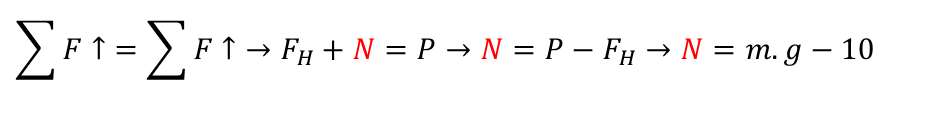 ∑ F ↑ = ∑ F ↑ → F_H + N = P → N = P − F_H → N = m. g − 10